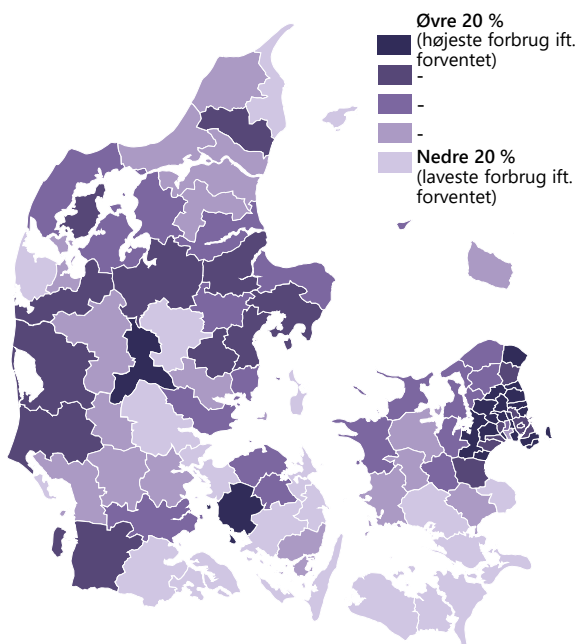 Øvre 20 %
(højeste forbrug ift.
forventet)
-
-
-
Nedre 20 %
(laveste forbrug ift.
forventet)